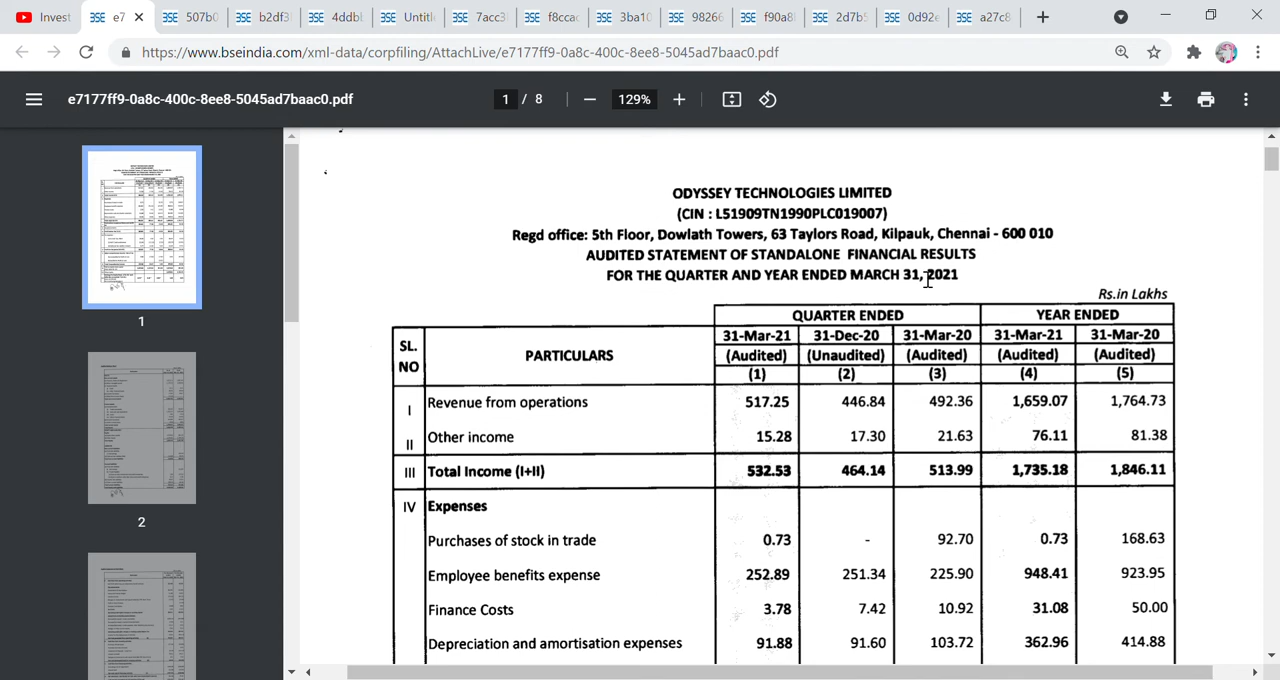 Invest
e7
507b0
b2df3
4ddb
Untitl
7acc3
f8cca
3ba10
98266
f90a8
2d7b5
0d92e
a27c8
https://www.bseindia.com/xml-data/corpfiling/AttachLive/e7177ff9-0a8c-400c-8ee8-5045ad7baac0.pdf
e7177ff9-0a8c-400c-8ee8-5045ad7baac0.pdf
1 / 8
129%
1
2
ODYSSEY TECHNOLOGIES LIMITED
(CIN : L51909TN1990PLC019007)
Regd office: 5th Floor, Dowlath Towers, 63 Taylors Road, Kilpauk, Chennai - 600 010
AUDITED STATEMENT OF STANDALONE FINANCIAL RESULTS
FOR THE QUARTER AND YEAR ENDED MARCH 31, 2021
Rs.in Lakhs
QUARTER ENDED YEAR ENDED
SL. NO PARTICULARS 31-Mar-21 31-Dec-20 31-Mar-20 31-Mar-21 31-Mar-20
(Audited) (Unaudited) (Audited) (Audited) (Audited)
(1) (2) (3) (4) (5)
I Revenue from operations 517.25 446.84 492.36 1,659.07 1,764.73
II Other income 15.28 17.30 21.63 76.11 81.38
III Total Income (I+II) 532.53 464.14 513.99 1,735.18 1,846.11
IV Expenses
Purchases of stock in trade 0.73 - 92.70 0.73 168.63
Employee benefits expense 252.89 251.34 225.90 948.41 923.95
Finance Costs 3.78 7.42 10.92 31.08 50.00
Depreciation and amortisation expenses 91.88 91.60 103.72 362.96 414.88